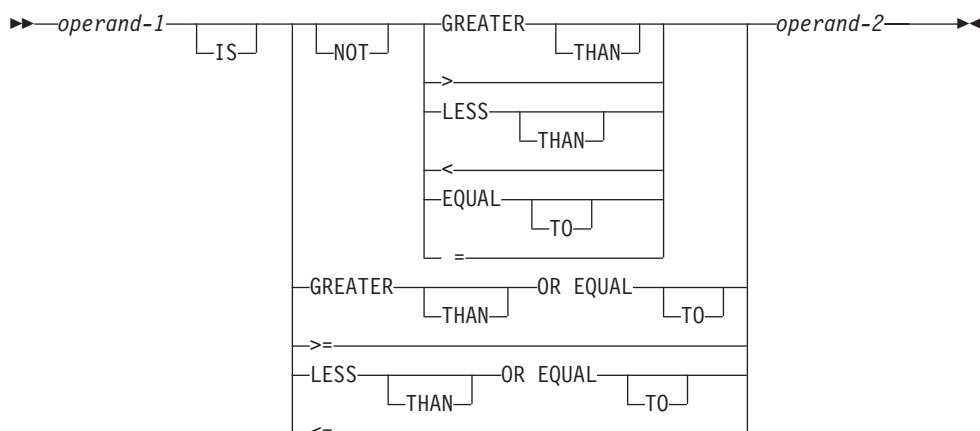 operand-1 GREATER operand-2
IS NOT THAN
>
LESS
THAN
<
EQUAL
TO
=
GREATER OR EQUAL
THAN TO
>=
LESS OR EQUAL
THAN TO
<=